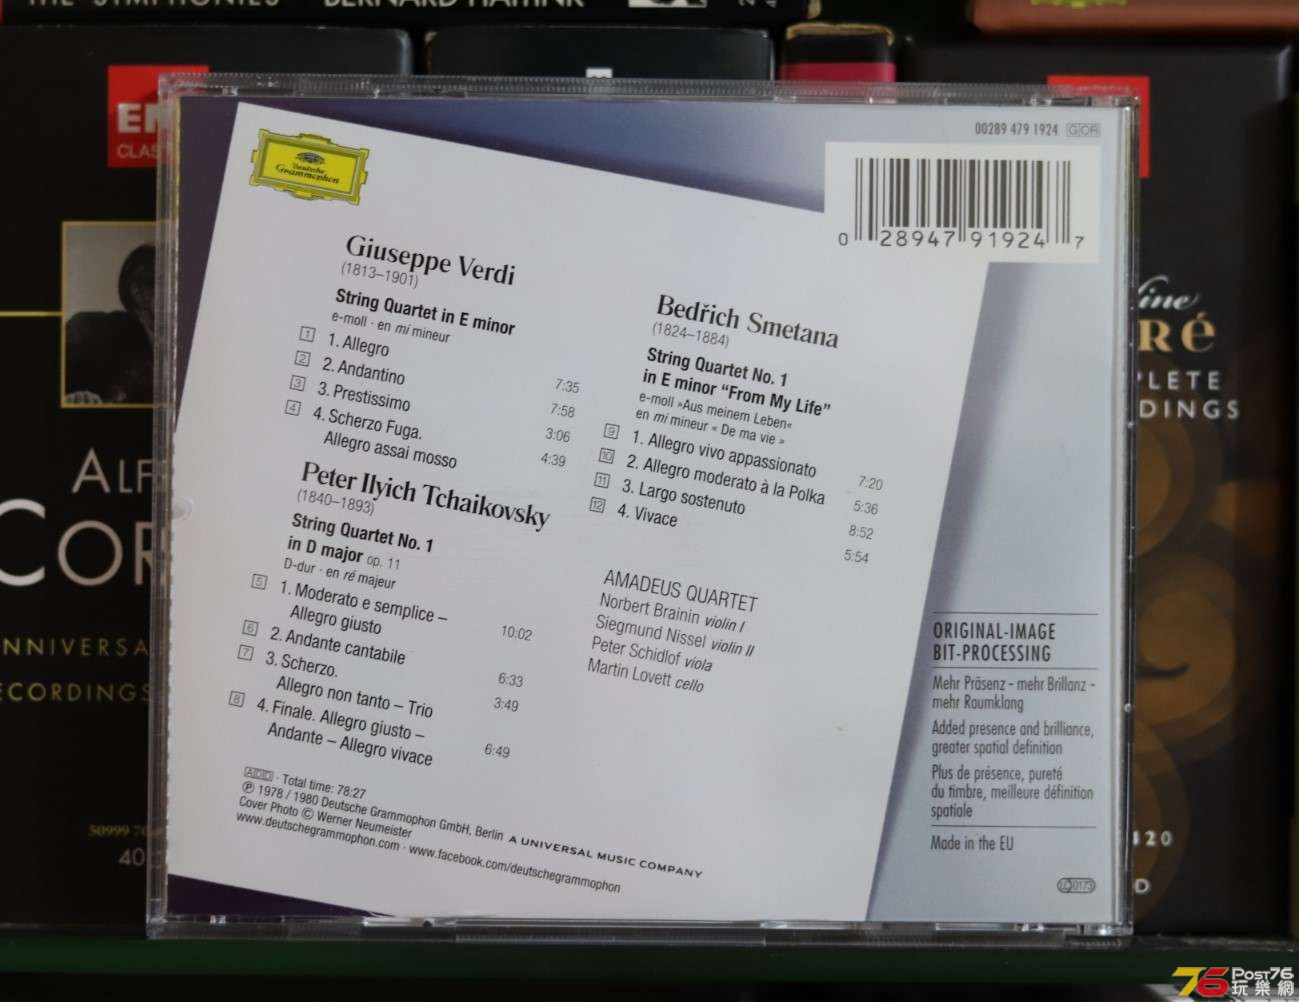 THE SYMPHONIES BERNARD HAITINK
00289 479 1924 GOR
0 28947 91924 7
Deutsche
Grammophon
Giuseppe Verdi
(1813–1901)
String Quartet in E minor
e-moll · en mi mineur
1 1. Allegro 7:35
2 2. Andantino 7:58
3 3. Prestissimo 3:06
4 4. Scherzo Fuga.
Allegro assai mosso 4:39
Peter Ilyich Tchaikovsky
(1840–1893)
String Quartet No. 1
in D major op. 11
D-dur · en ré majeur
5 1. Moderato e semplice –
Allegro giusto 10:02
6 2. Andante cantabile 6:33
7 3. Scherzo.
Allegro non tanto – Trio 3:49
8 4. Finale. Allegro giusto –
Andante – Allegro vivace 6:49
Bedřich Smetana
(1824–1884)
String Quartet No. 1
in E minor “From My Life”
e-moll »Aus meinem Leben«
en mi mineur « De ma vie »
9 1. Allegro vivo appassionato 7:20
10 2. Allegro moderato à la Polka 5:36
11 3. Largo sostenuto 8:52
12 4. Vivace 5:54
AMADEUS QUARTET
Norbert Brainin violin I
Siegmund Nissel violin II
Peter Schidlof viola
Martin Lovett cello
ADD · Total time: 78:27
℗ 1978 / 1980 Deutsche Grammophon GmbH, Berlin
Cover Photo © Werner Neumeister
www.deutschegrammophon.com · www.facebook.com/deutschegrammophon
A UNIVERSAL MUSIC COMPANY
ORIGINAL-IMAGE
BIT-PROCESSING
Mehr Präsenz - mehr Brillanz -
mehr Raumklang
Added presence and brilliance,
greater spatial definition
Plus de présence, pureté
du timbre, meilleure définition
spatiale
Made in the EU
LC 0173
EM
CLAS
ALF
COR
NNIVERSA
ECORDINGS
50999 70
40
line
RÉ
PLETE
DINGS
420
D
76 POST76
玩樂網